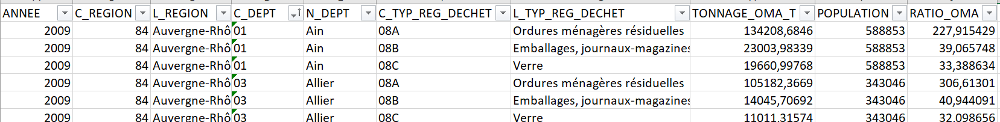 ANNEE C_REGION L_REGION C_DEPT N_DEPT C_TYP_REG_DECHET L_TYP_REG_DECHET TONNAGE_OMA_T POPULATION RATIO_OMA
2009 84 Auvergne-Rhô 01 Ain 08A Ordures ménagères résiduelles 134208,6846 588853 227,915429
2009 84 Auvergne-Rhô 01 Ain 08B Emballages, journaux-magazines 23003,98339 588853 39,065748
2009 84 Auvergne-Rhô 01 Ain 08C Verre 19660,99768 588853 33,388634
2009 84 Auvergne-Rhô 03 Allier 08A Ordures ménagères résiduelles 105182,3669 343046 306,61301
2009 84 Auvergne-Rhô 03 Allier 08B Emballages, journaux-magazines 14045,70692 343046 40,944091
2009 84 Auvergne-Rhô 03 Allier 08C Verre 11011,31574 343046 32,098656